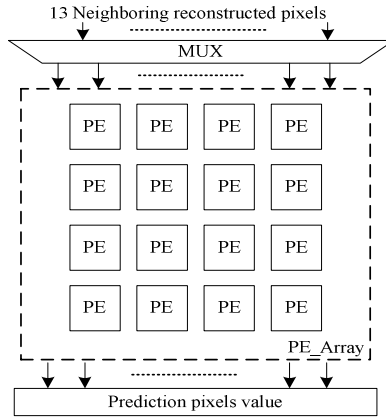 13 Neighboring reconstructed pixels
MUX
PE PE PE PE
PE PE PE PE
PE PE PE PE
PE PE PE PE
PE_Array
Prediction pixels value